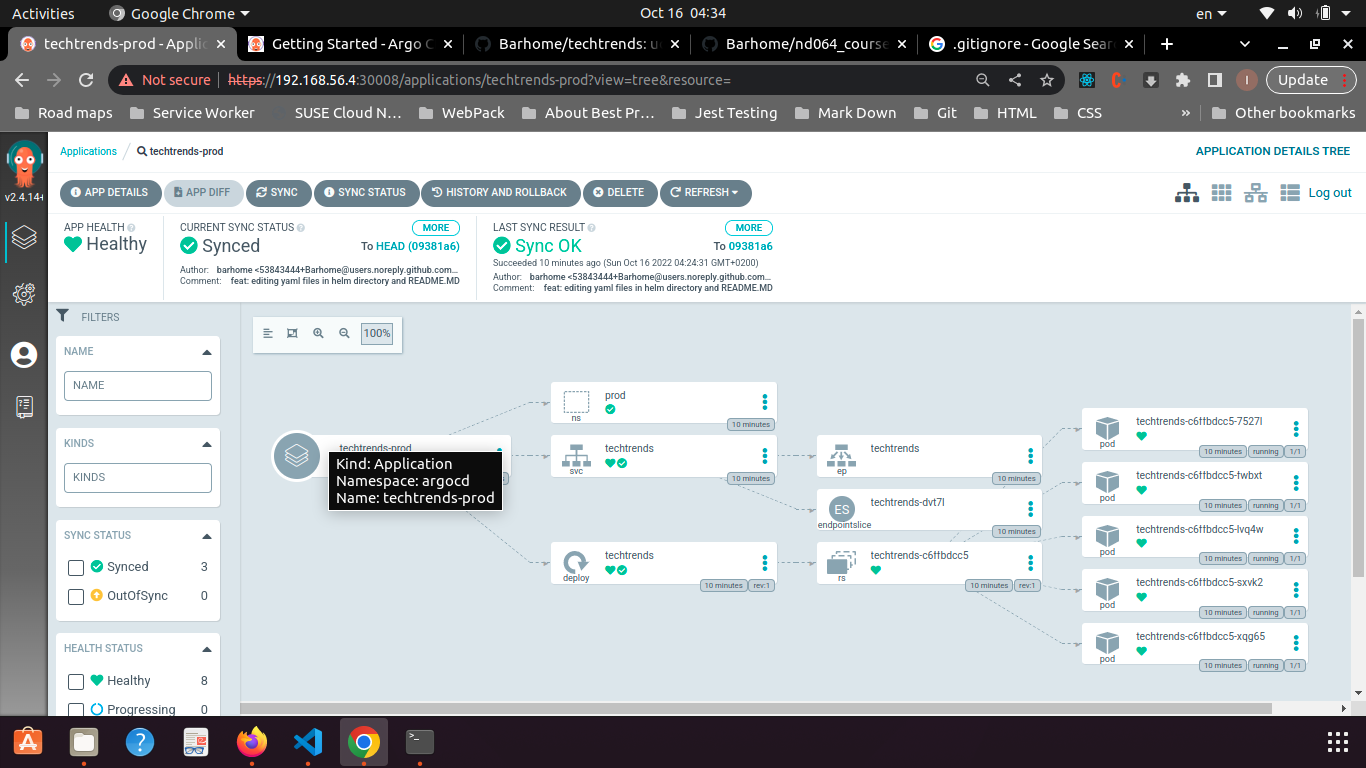 Activities Google Chrome Oct 16 04:34 en
techtrends-prod - Applic Getting Started - Argo C Barhome/techtrends: u Barhome/nd064_course .gitignore - Google Sear
Not secure https://192.168.56.4:30008/applications/techtrends-prod?view=tree&resource= Update
Road maps Service Worker SUSE Cloud N... WebPack About Best Pr... Jest Testing Mark Down Git HTML CSS » Other bookmarks
v2.4.14+
Applications / techtrends-prod APPLICATION DETAILS TREE
APP DETAILS APP DIFF SYNC SYNC STATUS HISTORY AND ROLLBACK DELETE REFRESH Log out
APP HEALTH
Healthy
CURRENT SYNC STATUS MORE
Synced To HEAD (09381a6)
Author: barhome <53843444+Barhome@users.noreply.github.com...
Comment: feat: editing yaml files in helm directory and README.MD
LAST SYNC RESULT MORE
Sync OK To 09381a6
Succeeded 10 minutes ago (Sun Oct 16 2022 04:24:31 GMT+0200)
Author: barhome <53843444+Barhome@users.noreply.github.com...
Comment: feat: editing yaml files in helm directory and README.MD
FILTERS
NAME
NAME
KINDS
KINDS
SYNC STATUS
Synced 3
OutOfSync 0
HEALTH STATUS
Healthy 8
Progressing 0
100%
techtrends-prod
Kind: Application
Namespace: argocd
Name: techtrends-prod
prod
ns
10 minutes
techtrends
svc
10 minutes
techtrends
deploy
10 minutes rev:1
techtrends
ep
10 minutes
ES techtrends-dvt7l
endpointslice
10 minutes
techtrends-c6ffbdcc5
rs
10 minutes rev:1
techtrends-c6ffbdcc5-7527l
pod
10 minutes running 1/1
techtrends-c6ffbdcc5-fwbxt
pod
10 minutes running 1/1
techtrends-c6ffbdcc5-lvq4w
pod
10 minutes running 1/1
techtrends-c6ffbdcc5-sxvk2
pod
10 minutes running 1/1
techtrends-c6ffbdcc5-xqg65
pod
10 minutes running 1/1